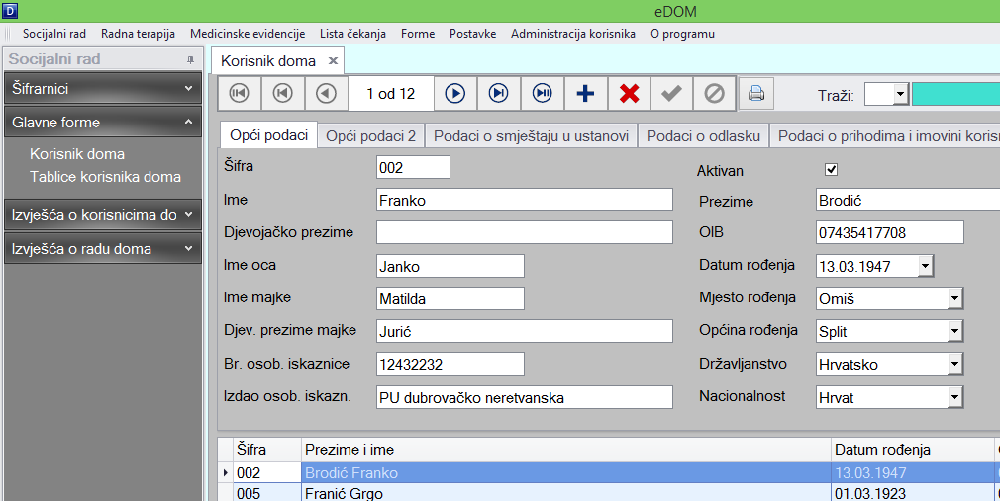 D
eDOM
Socijalni rad Radna terapija Medicinske evidencije Lista čekanja Forme Postavke Administracija korisnika O programu
Socijalni rad
Korisnik doma ×
Šifrarnici
1 od 12
Traži:
Glavne forme
Opći podaci Opći podaci 2 Podaci o smještaju u ustanovi Podaci o odlasku Podaci o prihodima i imovini korisn
Korisnik doma
Tablice korisnika doma
Izvješća o korisnicima do
Izvješća o radu doma
Šifra 002 Aktivan
Ime Franko Prezime Brodić
Djevojačko prezime OIB 07435417708
Ime oca Janko Datum rođenja 13.03.1947
Ime majke Matilda Mjesto rođenja Omiš
Djev. prezime majke Jurić Općina rođenja Split
Br. osob. iskaznice 12432232 Državljanstvo Hrvatsko
Izdao osob. iskazn. PU dubrovačko neretvanska Nacionalnost Hrvat
Šifra Prezime i ime Datum rođenja
002 Brodić Franko 13.03.1947
005 Franić Grgo 01.03.1923